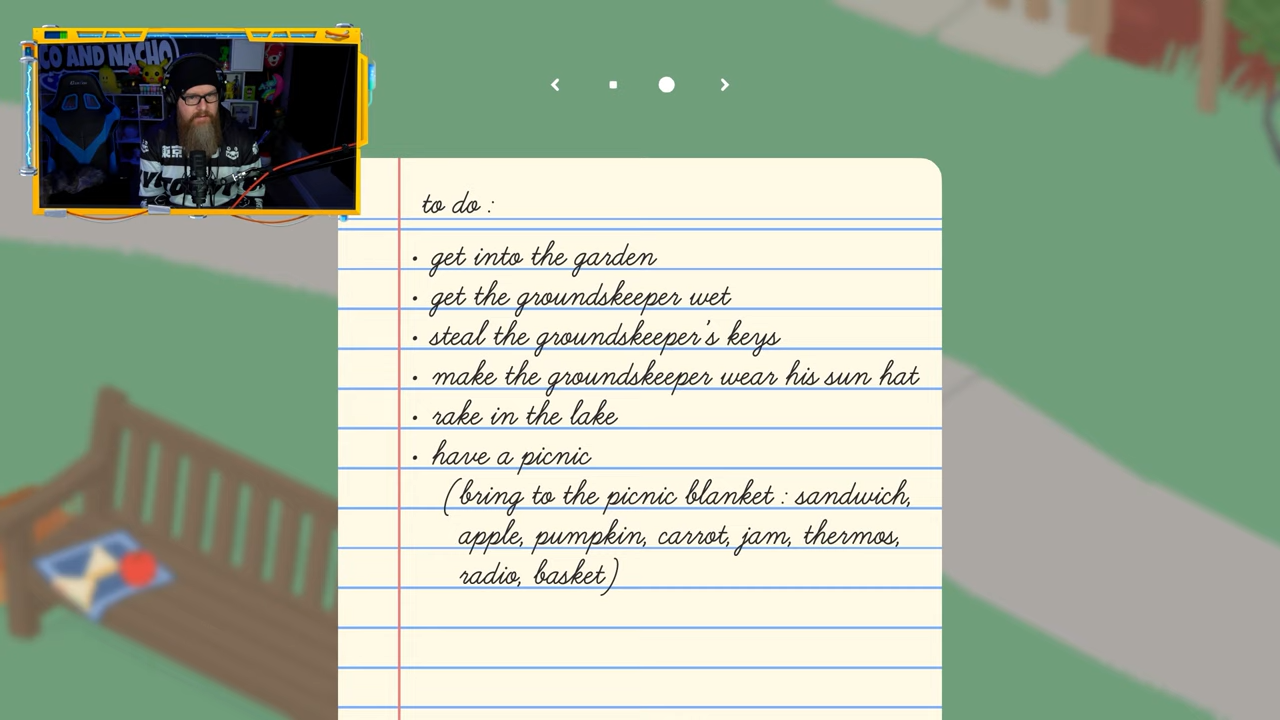 CO AND NACHO
東京
to do :
• get into the garden
• get the groundskeeper wet
• steal the groundskeeper's keys
• make the groundskeeper wear his sun hat
• rake in the lake
• have a picnic
(bring to the picnic blanket : sandwich,
apple, pumpkin, carrot, jam, thermos,
radio, basket)